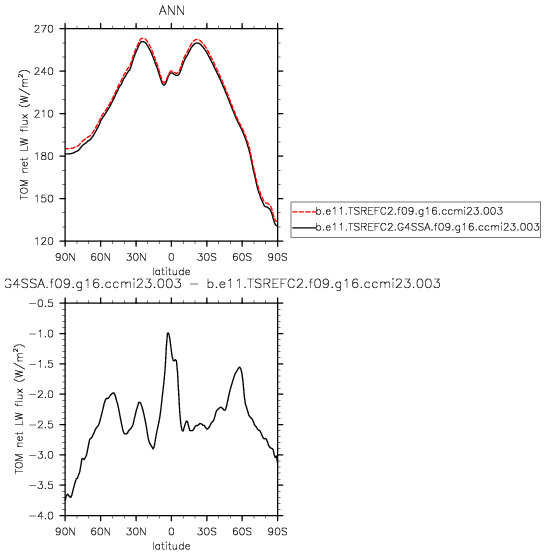 ANN
270
240
210
180
150
120
TOM net LW flux (W/m²)
90N 60N 30N 0 30S 60S 90S
latitude
b.e11.TSREFC2.f09.g16.ccmi23.003
b.e11.TSREFC2.G4SSA.f09.g16.ccmi23.003
G4SSA.f09.g16.ccmi23.003 − b.e11.TSREFC2.f09.g16.ccmi23.003
−0.5
−1.0
−1.5
−2.0
−2.5
−3.0
−3.5
−4.0
TOM net LW flux (W/m²)
90N 60N 30N 0 30S 60S 90S
latitude